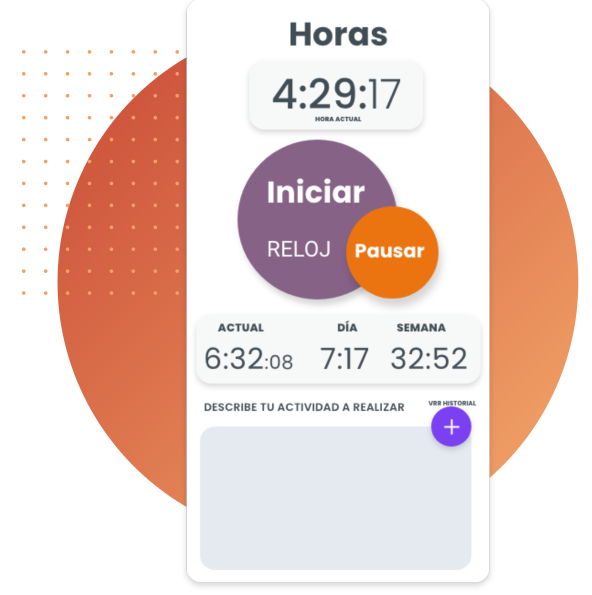 Horas
4:29:17
HORA ACTUAL
Iniciar
RELOJ
Pausar
ACTUAL DÍA SEMANA
6:32:08 7:17 32:52
VRR HISTORIAL
DESCRIBE TU ACTIVIDAD A REALIZAR
+